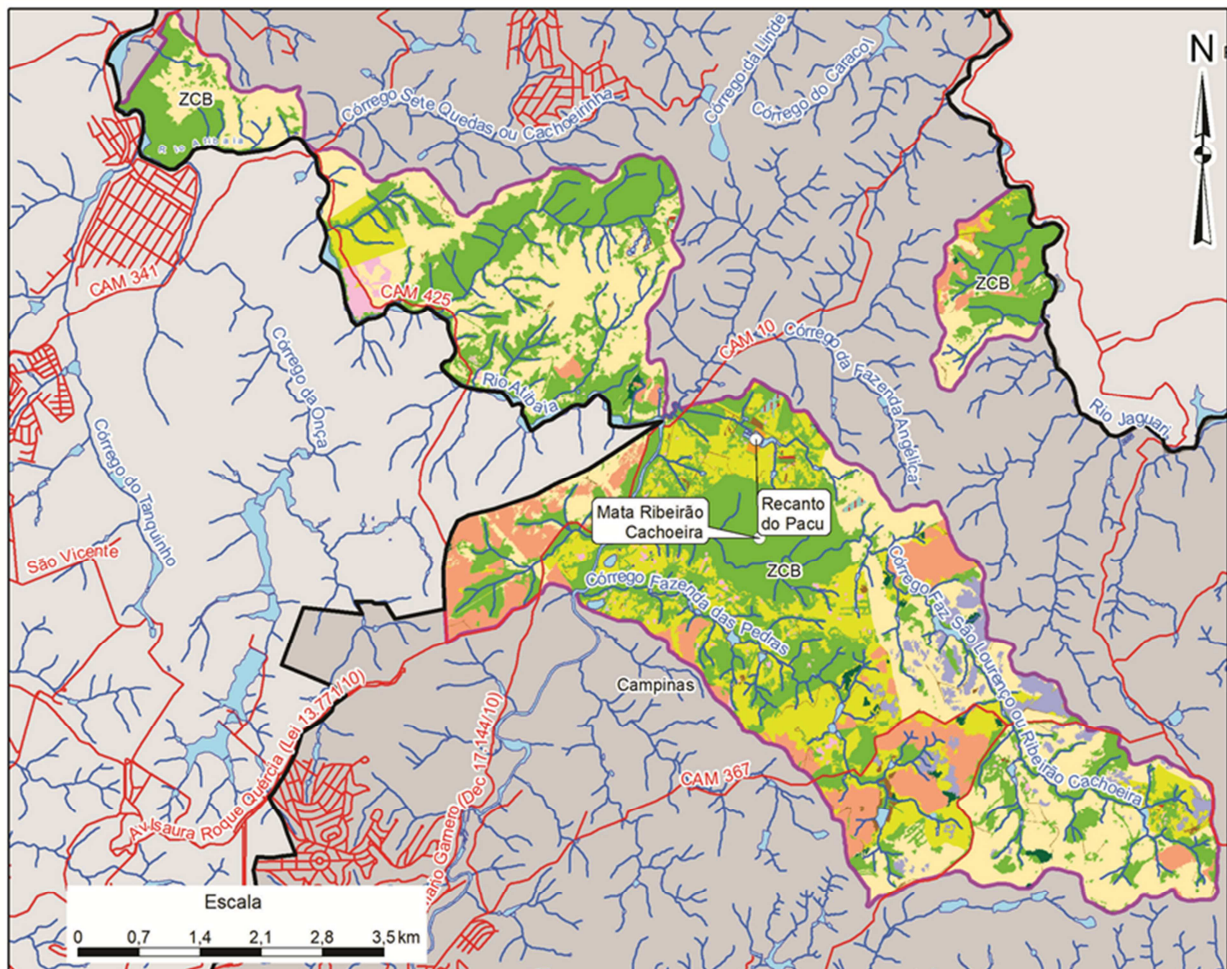 N
ZCB
Rio Atibaia
Córrego Sete Quedas ou Cachoeirinha
Córrego da Linde
Córrego do Caracol
CAM 341
CAM 425
ZCB
CAM 10
Córrego da Fazenda Angélica
Córrego da Onça
Rio Atibaia
Rio Jaguari
Córrego do Tanquinho
Mata Ribeirão
Cachoeira
Recanto
do Pacu
ZCB
São Vicente
Córrego Fazenda das Pedras
Córrego Faz São Lourenço ou Ribeirão Cachoeira
Campinas
Av Isaura Roque Quércia (Lei 13.771/10)
Mario Garnero (Dec 17.144/10)
CAM 367
Escala
0 0,7 1,4 2,1 2,8 3,5 km